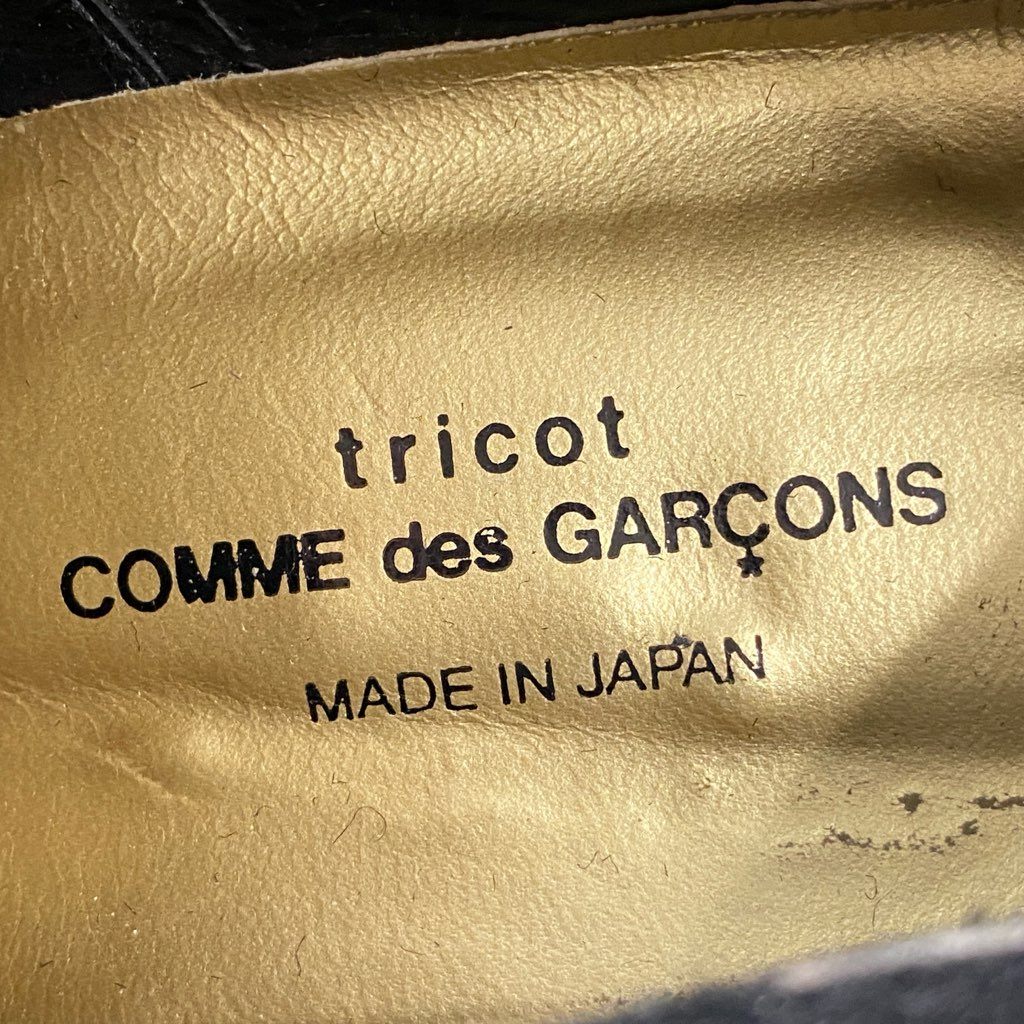 tricot
COMME des GARÇONS
MADE IN JAPAN